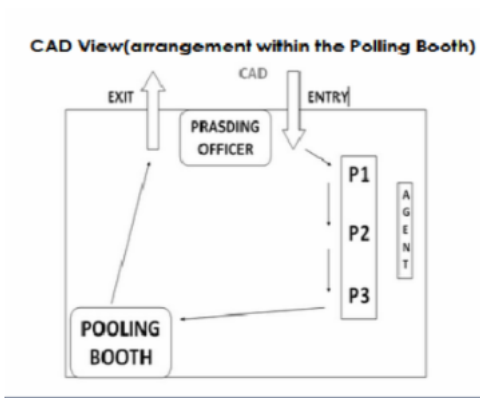 CAD View(arrangement within the Polling Booth)
CAD
EXIT
ENTRY
PRASDING
OFFICER
P1
P2
P3
A
G
E
N
T
POOLING
BOOTH